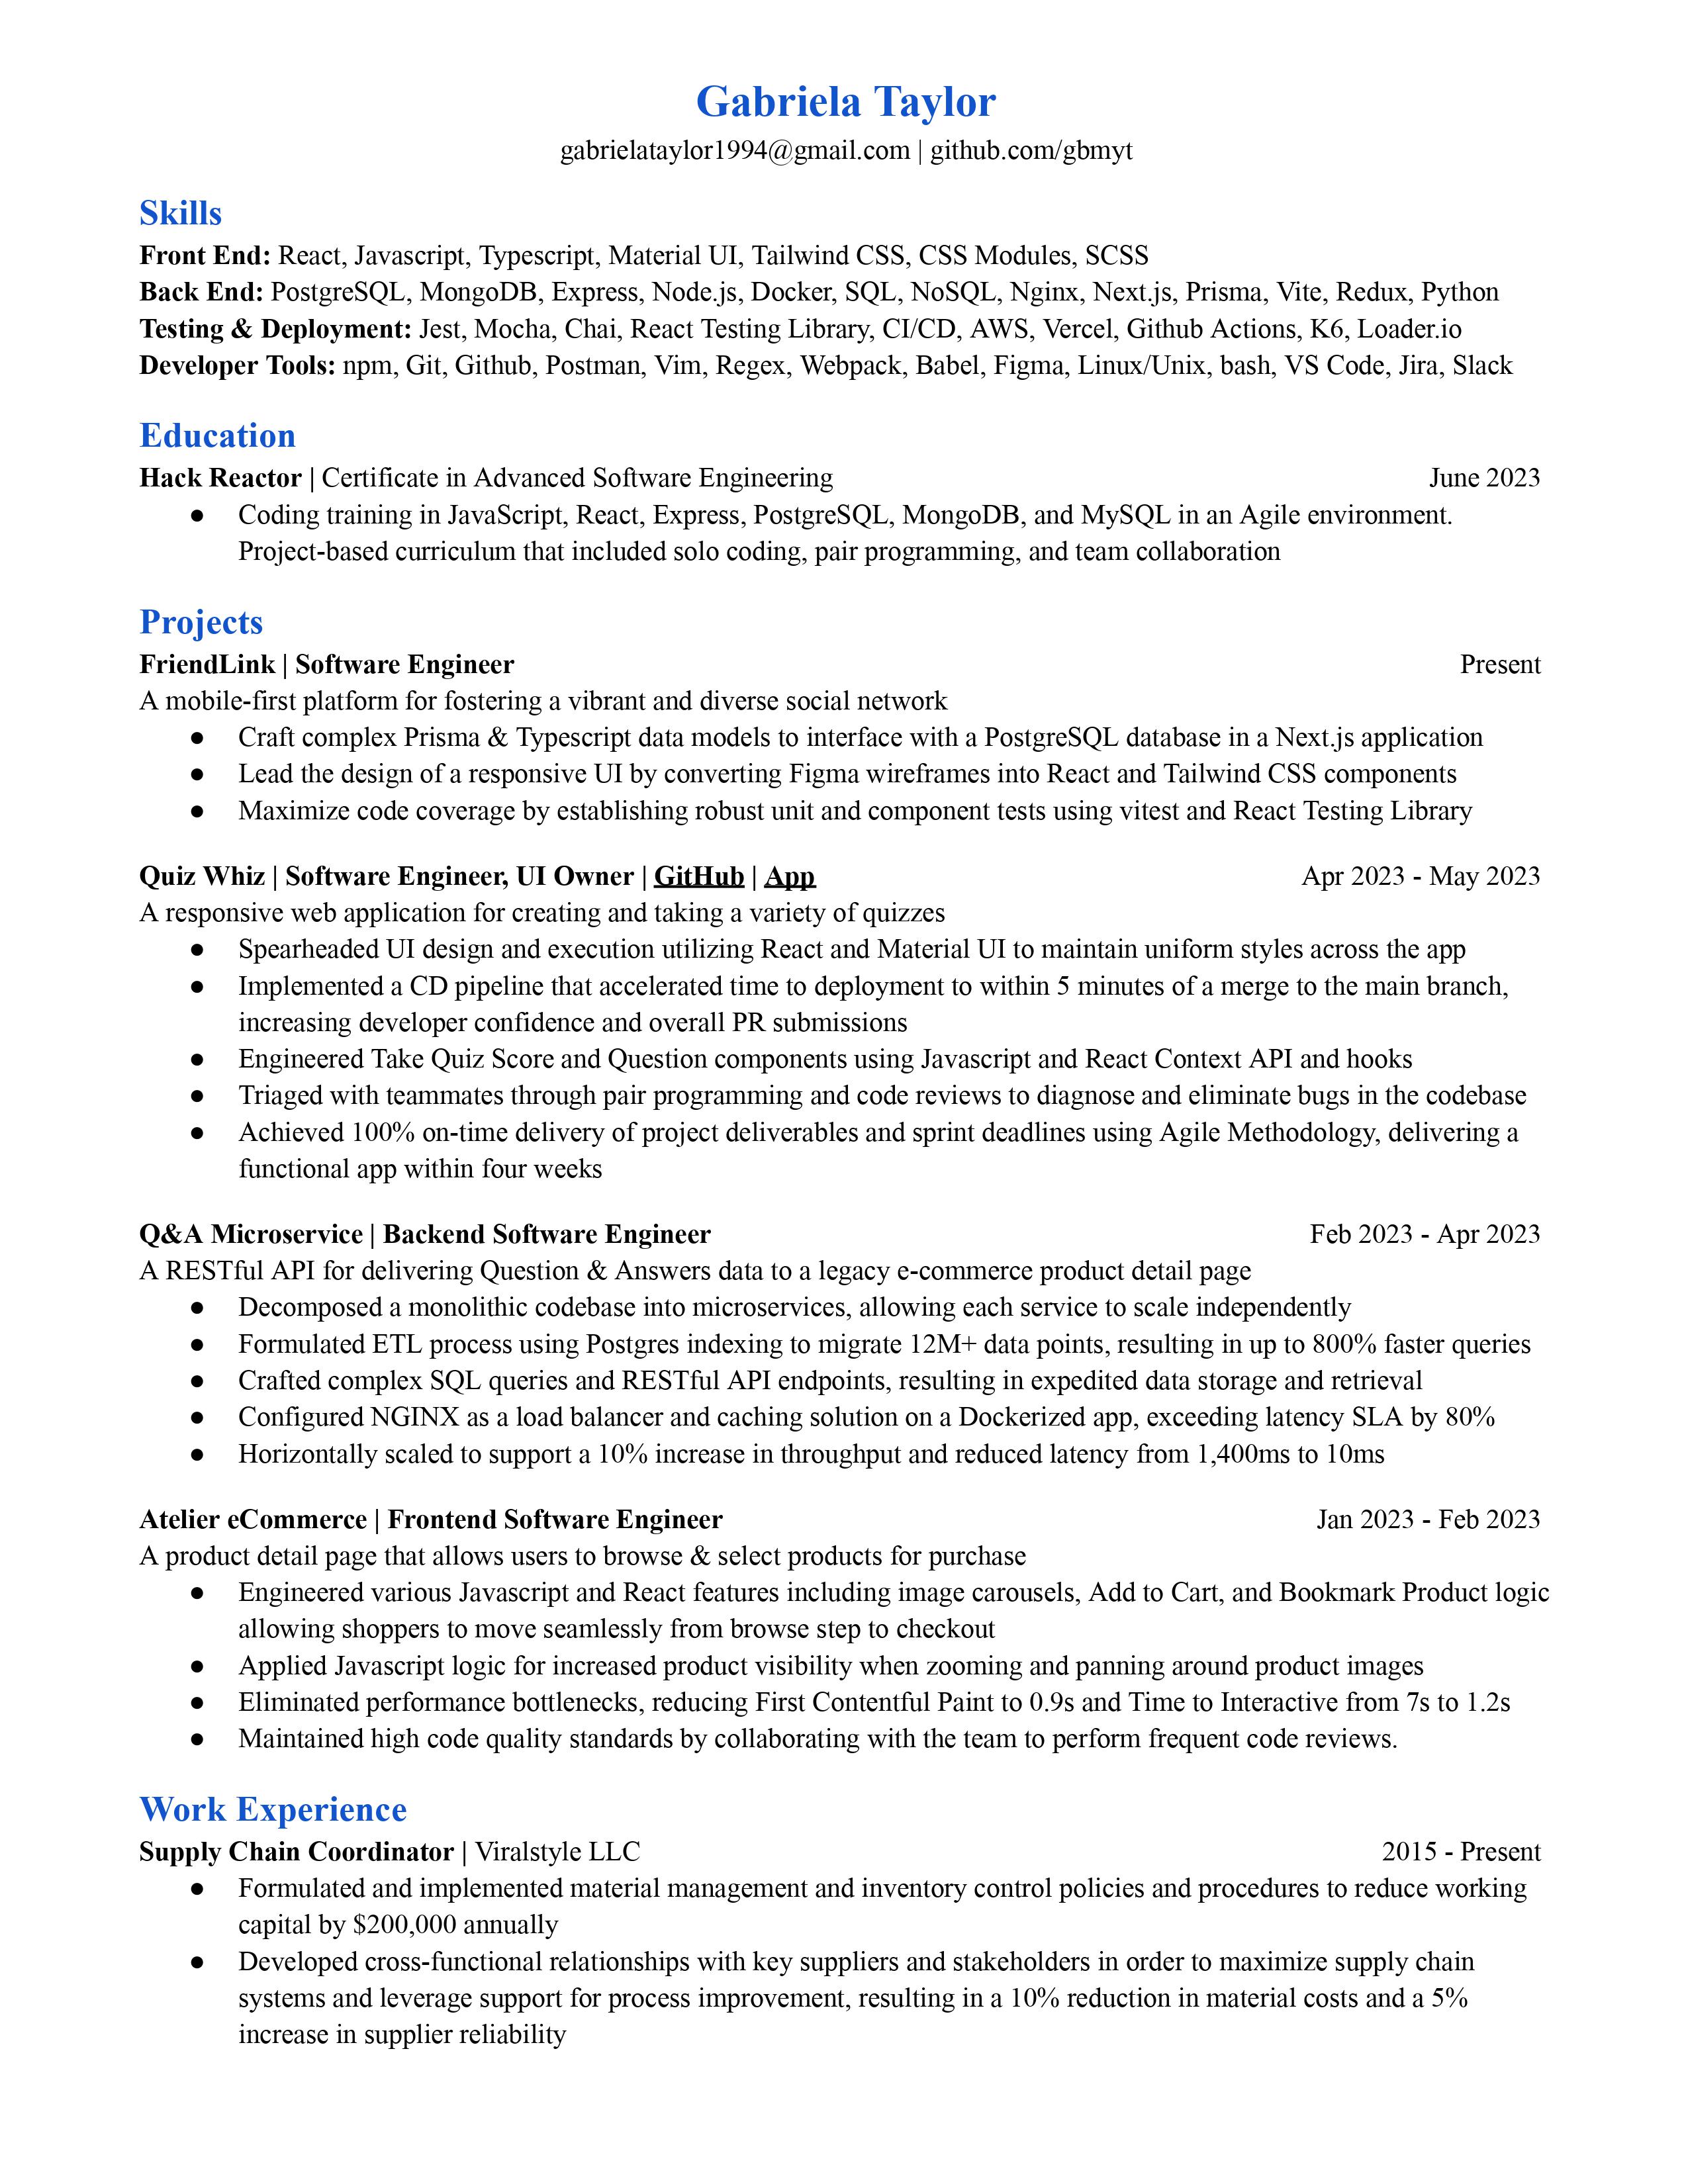 Gabriela Taylor
gabrielataylor1994@gmail.com | github.com/gbmyt
Skills
Front End: React, Javascript, Typescript, Material UI, Tailwind CSS, CSS Modules, SCSS
Back End: PostgreSQL, MongoDB, Express, Node.js, Docker, SQL, NoSQL, Nginx, Next.js, Prisma, Vite, Redux, Python
Testing & Deployment: Jest, Mocha, Chai, React Testing Library, CI/CD, AWS, Vercel, Github Actions, K6, Loader.io
Developer Tools: npm, Git, Github, Postman, Vim, Regex, Webpack, Babel, Figma, Linux/Unix, bash, VS Code, Jira, Slack
Education
Hack Reactor | Certificate in Advanced Software Engineering June 2023
● Coding training in JavaScript, React, Express, PostgreSQL, MongoDB, and MySQL in an Agile environment.
Project-based curriculum that included solo coding, pair programming, and team collaboration
Projects
FriendLink | Software Engineer Present
A mobile-first platform for fostering a vibrant and diverse social network
● Craft complex Prisma & Typescript data models to interface with a PostgreSQL database in a Next.js application
● Lead the design of a responsive UI by converting Figma wireframes into React and Tailwind CSS components
● Maximize code coverage by establishing robust unit and component tests using vitest and React Testing Library
Quiz Whiz | Software Engineer, UI Owner | GitHub | App Apr 2023 - May 2023
A responsive web application for creating and taking a variety of quizzes
● Spearheaded UI design and execution utilizing React and Material UI to maintain uniform styles across the app
● Implemented a CD pipeline that accelerated time to deployment to within 5 minutes of a merge to the main branch,
increasing developer confidence and overall PR submissions
● Engineered Take Quiz Score and Question components using Javascript and React Context API and hooks
● Triaged with teammates through pair programming and code reviews to diagnose and eliminate bugs in the codebase
● Achieved 100% on-time delivery of project deliverables and sprint deadlines using Agile Methodology, delivering a
functional app within four weeks
Q&A Microservice | Backend Software Engineer Feb 2023 - Apr 2023
A RESTful API for delivering Question & Answers data to a legacy e-commerce product detail page
● Decomposed a monolithic codebase into microservices, allowing each service to scale independently
● Formulated ETL process using Postgres indexing to migrate 12M+ data points, resulting in up to 800% faster queries
● Crafted complex SQL queries and RESTful API endpoints, resulting in expedited data storage and retrieval
● Configured NGINX as a load balancer and caching solution on a Dockerized app, exceeding latency SLA by 80%
● Horizontally scaled to support a 10% increase in throughput and reduced latency from 1,400ms to 10ms
Atelier eCommerce | Frontend Software Engineer Jan 2023 - Feb 2023
A product detail page that allows users to browse & select products for purchase
● Engineered various Javascript and React features including image carousels, Add to Cart, and Bookmark Product logic
allowing shoppers to move seamlessly from browse step to checkout
● Applied Javascript logic for increased product visibility when zooming and panning around product images
● Eliminated performance bottlenecks, reducing First Contentful Paint to 0.9s and Time to Interactive from 7s to 1.2s
● Maintained high code quality standards by collaborating with the team to perform frequent code reviews.
Work Experience
Supply Chain Coordinator | Viralstyle LLC 2015 - Present
● Formulated and implemented material management and inventory control policies and procedures to reduce working
capital by $200,000 annually
● Developed cross-functional relationships with key suppliers and stakeholders in order to maximize supply chain
systems and leverage support for process improvement, resulting in a 10% reduction in material costs and a 5%
increase in supplier reliability